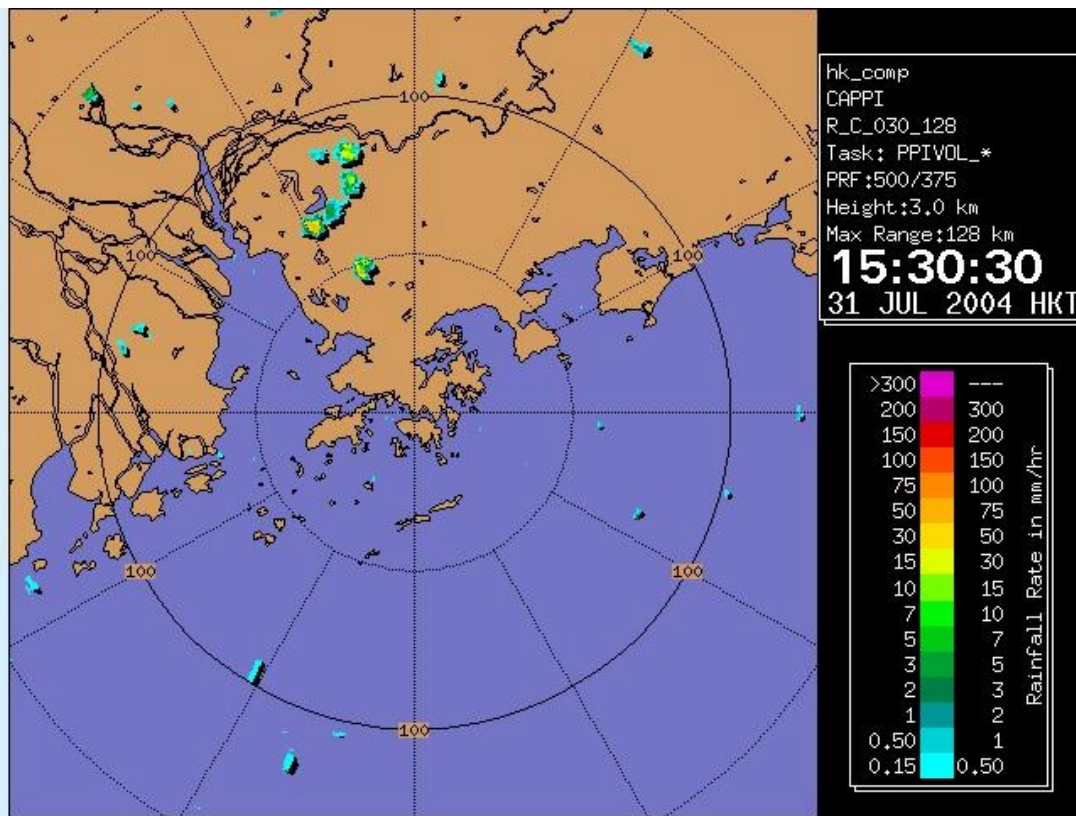 hk_comp
CAPPI
R_C_030_128
Task: PPIVOL_*
PRF:500/375
Height:3.0 km
Max Range:128 km
15:30:30
31 JUL 2004 HKT
100
100
100
100
100
100
>300 ---
200 300
150 200
100 150
75 100
50 75
30 50
15 30
10 15
7 10
5 7
3 5
2 3
1 2
0.50 1
0.15 0.50
Rainfall Rate in mm/hr